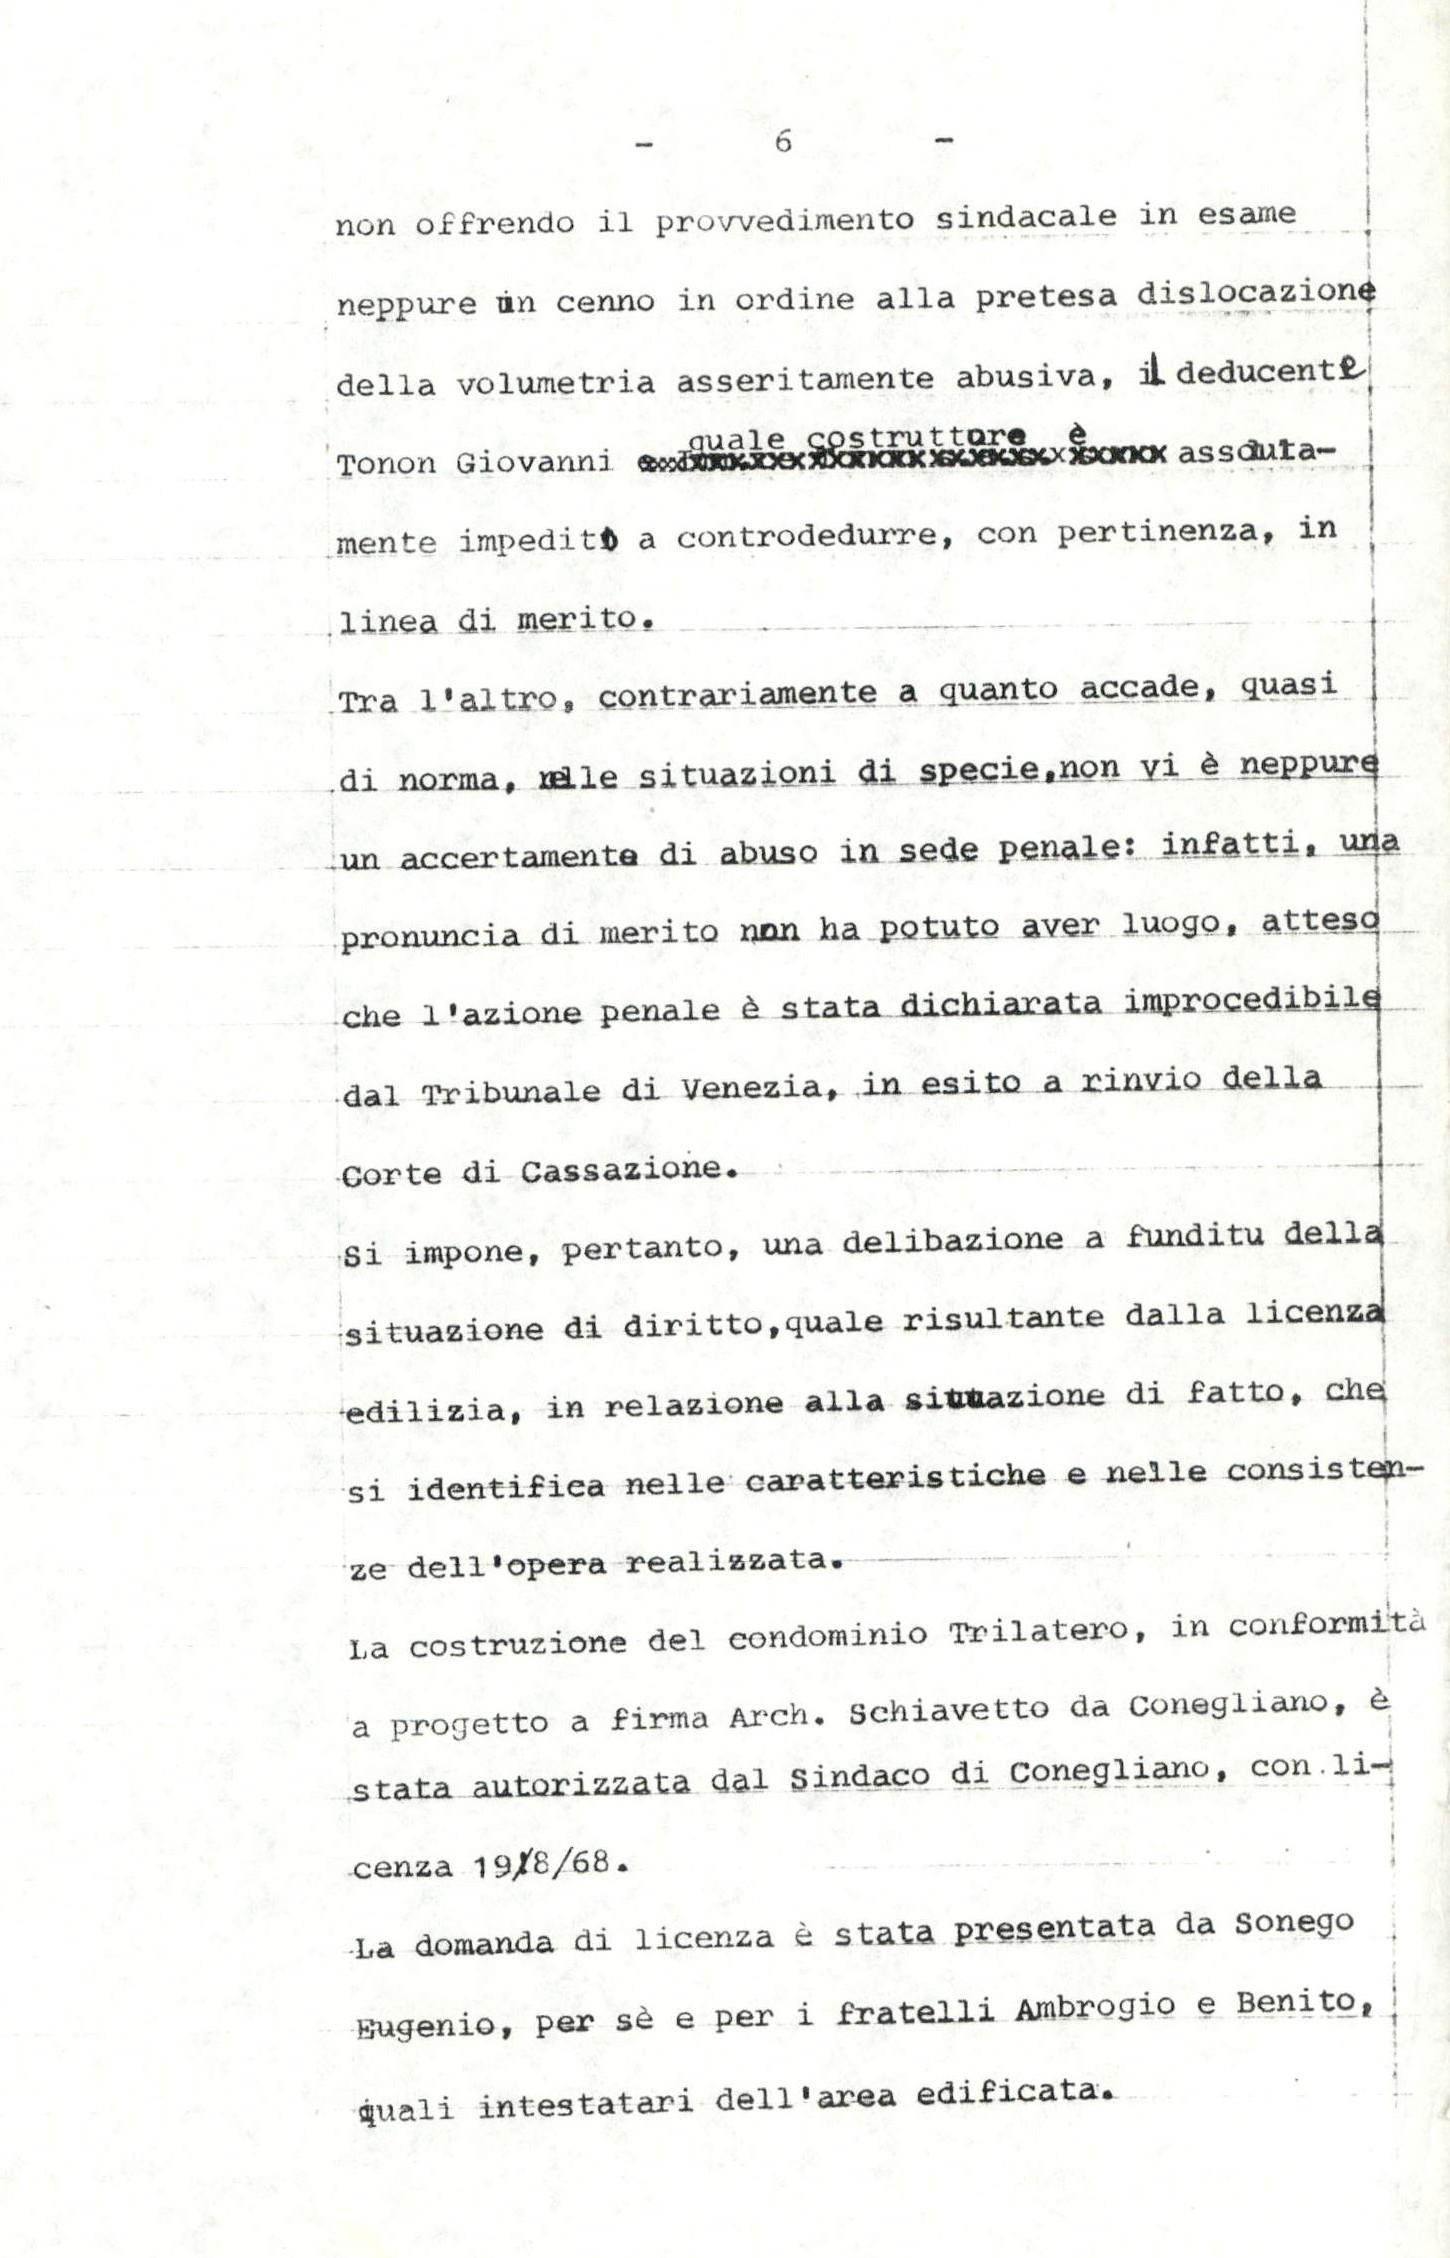 - 6 -
non offrendo il provvedimento sindacale in esame
neppure un cenno in ordine alla pretesa dislocazione
della volumetria asseritamente abusiva, il deducente
quale costruttore è
Tonon Giovanni assouta-
mente impedito a controdedurre, con pertinenza, in
linea di merito.
Tra l'altro, contrariamente a quanto accade, quasi
di norma, nelle situazioni di specie,non vi è neppure
un accertamento di abuso in sede penale: infatti, una
pronuncia di merito non ha potuto aver luogo, atteso
che l'azione penale è stata dichiarata improcedibile
dal Tribunale di Venezia, in esito a rinvio della
Corte di Cassazione.
Si impone, pertanto, una delibazione a funditu della
situazione di diritto,quale risultante dalla licenza
edilizia, in relazione alla situazione di fatto, che
si identifica nelle caratteristiche e nelle consisten-
ze dell'opera realizzata.
La costruzione del condominio Trilatero, in conformità
a progetto a firma Arch. Schiavetto da Conegliano, è
stata autorizzata dal Sindaco di Conegliano, con li-
cenza 19/8/68.
La domanda di licenza è stata presentata da Sonego
Eugenio, per sè e per i fratelli Ambrogio e Benito,
quali intestatari dell'area edificata.